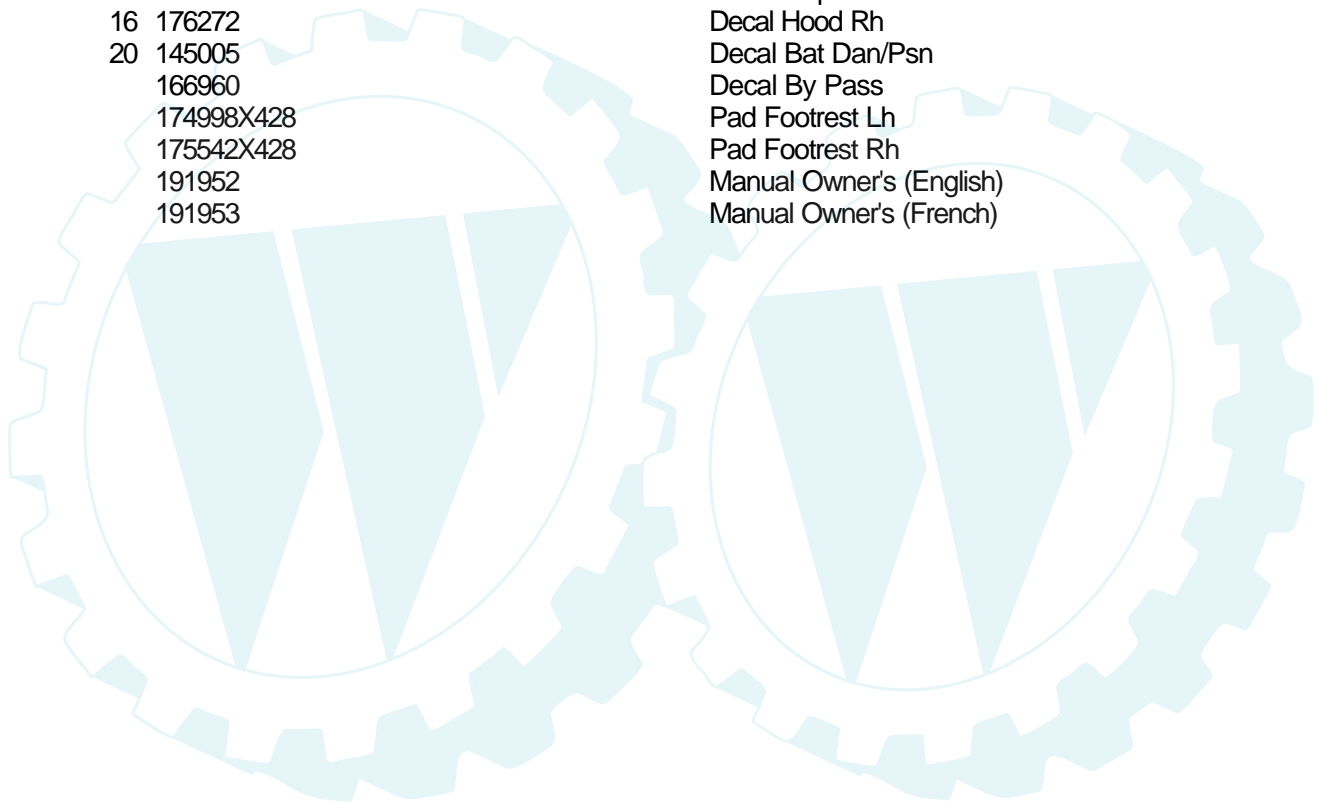 16 176272 Decal Hood Rh
20 145005 Decal Bat Dan/Psn
166960 Decal By Pass
174998X428 Pad Footrest Lh
175542X428 Pad Footrest Rh
191952 Manual Owner's (English)
191953 Manual Owner's (French)